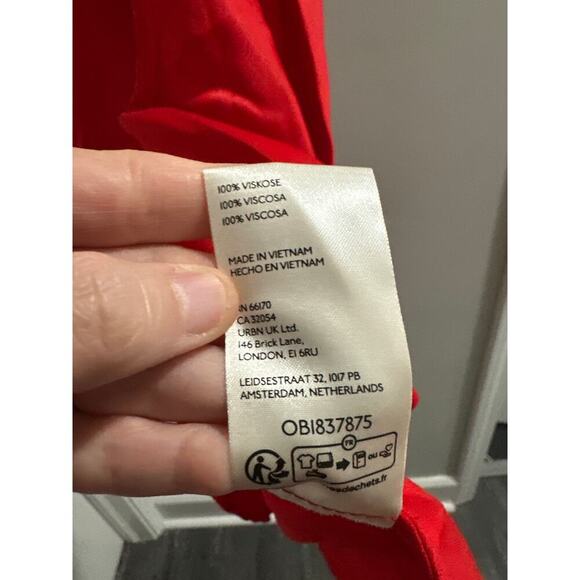 100% VISKOSE
100% VISCOSA
100% VISCOSA
MADE IN VIETNAM
HECHO EN VIETNAM
66170
CA 32054
URBN UK Ltd.
146 Brick Lane,
LONDON, E1 6RU
LEIDSESTRAAT 32, 1017 PB
AMSTERDAM, NETHERLANDS
OB1837875
FR
OU